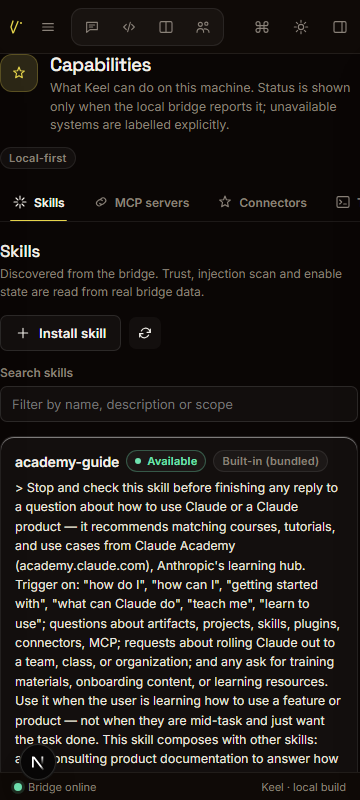 Capabilities
What Keel can do on this machine. Status is shown
only when the local bridge reports it; unavailable
systems are labelled explicitly.
Local-first
Skills
MCP servers
Connectors
Skills
Discovered from the bridge. Trust, injection scan and enable
state are read from real bridge data.
Install skill
Search skills
Filter by name, description or scope
academy-guide
Available
Built-in (bundled)
> Stop and check this skill before finishing any reply to
a question about how to use Claude or a Claude
product — it recommends matching courses, tutorials,
and use cases from Claude Academy
(academy.claude.com), Anthropic's learning hub.
Trigger on: "how do I", "how can I", "getting started
with", "what can Claude do", "teach me", "learn to
use"; questions about artifacts, projects, skills, plugins,
connectors, MCP; requests about rolling Claude out to
a team, class, or organization; and any ask for training
materials, onboarding content, or learning resources.
Use it when the user is learning how to use a feature or
product — not when they are mid-task and just want
the task done. This skill composes with other skills:
consulting product documentation to answer how
N
Bridge online
Keel · local build